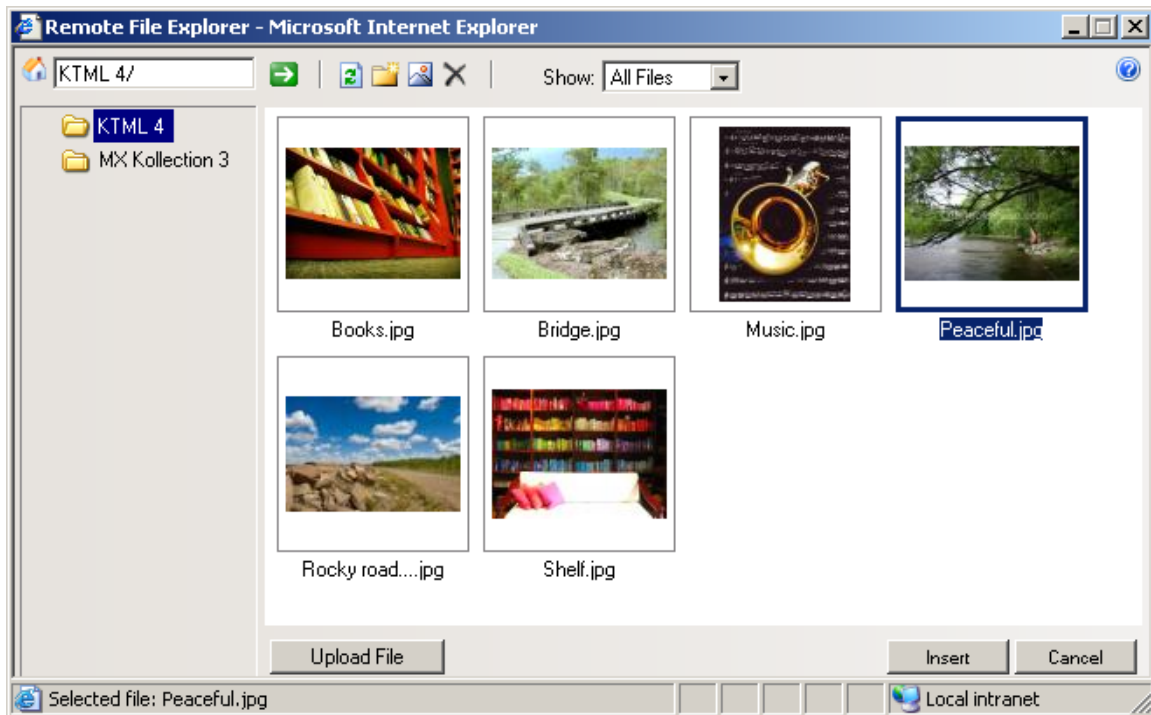 Remote File Explorer - Microsoft Internet Explorer
KTML 4/
Show: All Files
KTML 4
MX Kollection 3
Books.jpg
Bridge.jpg
Music.jpg
Peaceful.jpg
Rocky road....jpg
Shelf.jpg
Upload File
Insert
Cancel
Selected file: Peaceful.jpg
Local intranet